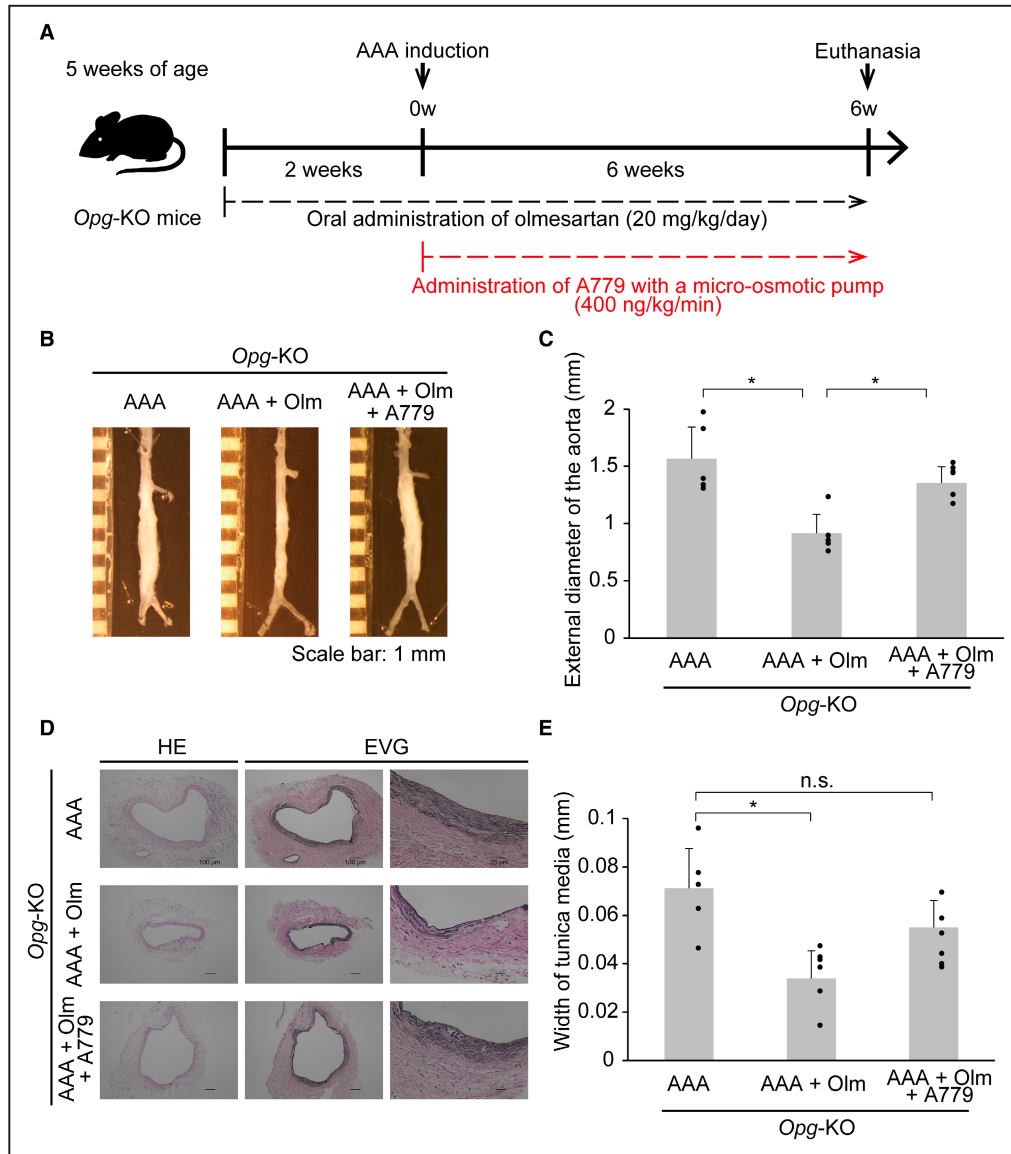 A
5 weeks of age
AAA induction
Euthanasia
0w
6w
2 weeks
6 weeks
Opg-KO mice
Oral administration of olmesartan (20 mg/kg/day)
Administration of A779 with a micro-osmotic pump
(400 ng/kg/min)
B
Opg-KO
AAA
AAA + Olm
AAA + Olm
+ A779
Scale bar: 1 mm
C
External diameter of the aorta (mm)
2
1.5
1
0.5
0
*
*
AAA
AAA + Olm
AAA + Olm
+ A779
Opg-KO
D
HE
EVG
Opg-KO
AAA
100 μm
100 μm
25 μm
AAA + Olm
AAA + Olm
+ A779
E
Width of tunica media (mm)
n.s.
*
0.1
0.08
0.06
0.04
0.02
0
AAA
AAA + Olm
AAA + Olm
+ A779
Opg-KO